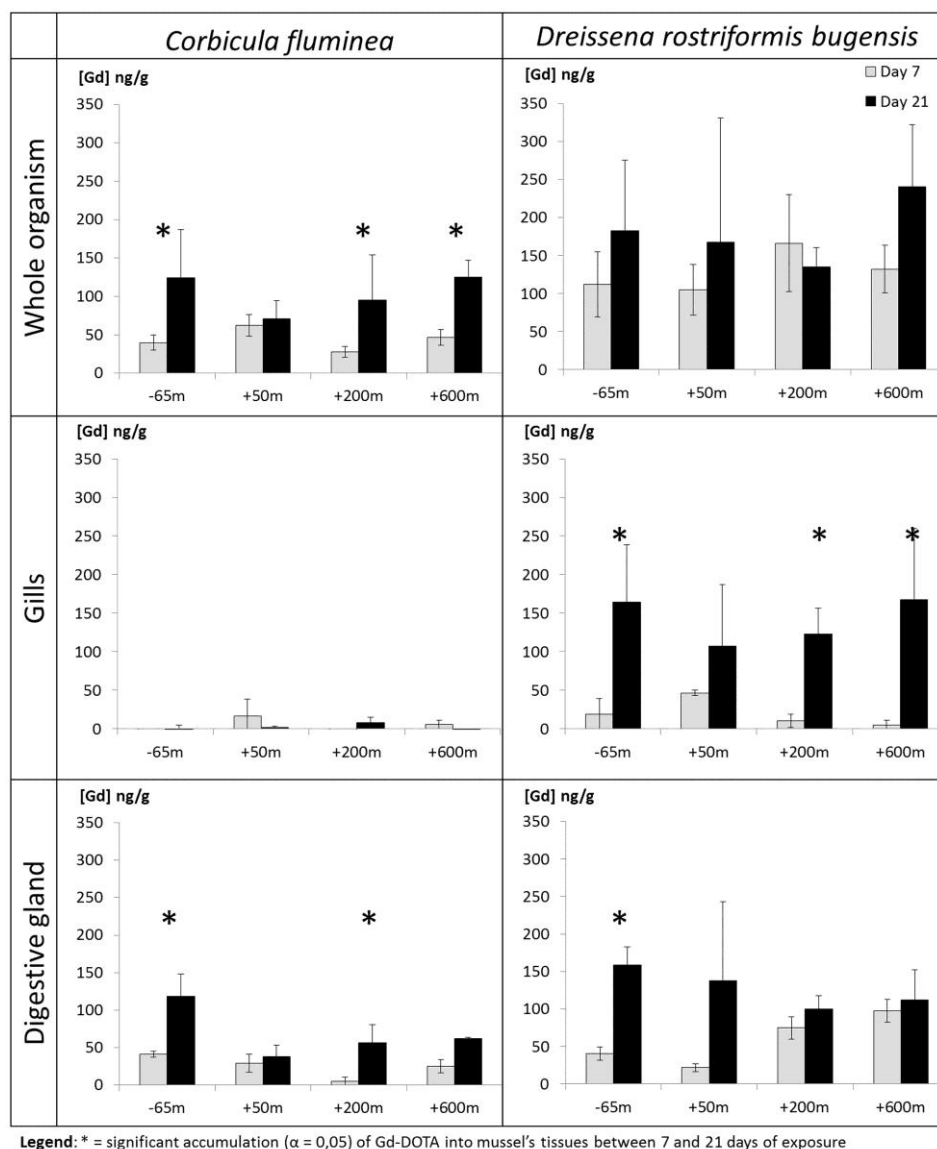 Corbicula fluminea
Dreissena rostriformis bugensis
Whole organism
[Gd] ng/g
350
300
250
200
150
100
50
0
* * *
-65m +50m +200m +600m
[Gd] ng/g
Day 7
Day 21
350
300
250
200
150
100
50
0
-65m +50m +200m +600m
Gills
[Gd] ng/g
350
300
250
200
150
100
50
0
-65m +50m +200m +600m
[Gd] ng/g
350
300
250
200
150
100
50
0
* * *
-65m +50m +200m +600m
Digestive gland
[Gd] ng/g
350
300
250
200
150
100
50
0
* *
-65m +50m +200m +600m
[Gd] ng/g
350
300
250
200
150
100
50
0
*
-65m +50m +200m +600m
Legend: * = significant accumulation (α = 0,05) of Gd-DOTA into mussel's tissues between 7 and 21 days of exposure